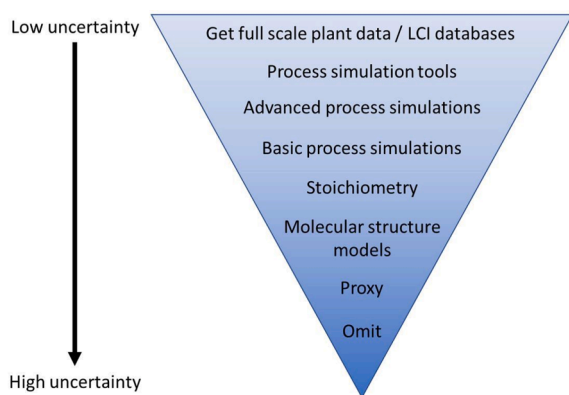 Low uncertainty
Get full scale plant data / LCI databases
Process simulation tools
Advanced process simulations
Basic process simulations
Stoichiometry
Molecular structure
models
Proxy
Omit
High uncertainty